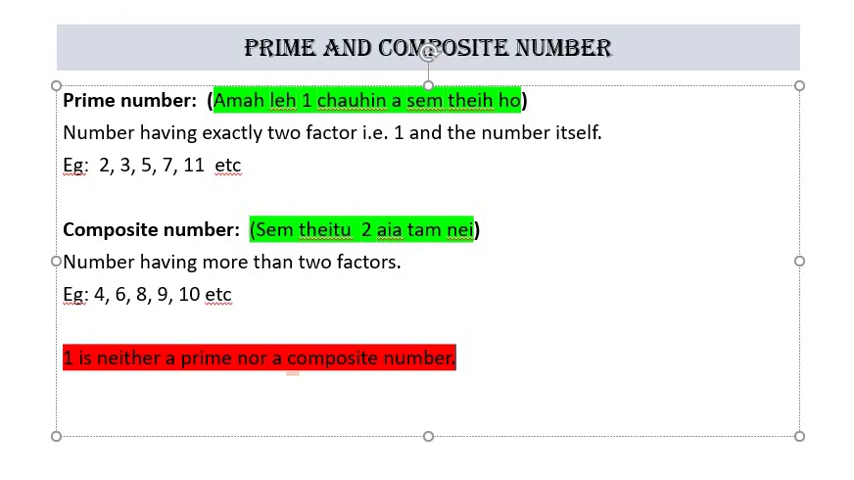 PRIME AND COMPOSITE NUMBER
Prime number: (Amah leh 1 chauhin a sem theih ho)
Number having exactly two factor i.e. 1 and the number itself.
Eg: 2, 3, 5, 7, 11 etc
Composite number: (Sem theitu 2 aia tam nei)
Number having more than two factors.
Eg: 4, 6, 8, 9, 10 etc
1 is neither a prime nor a composite number.